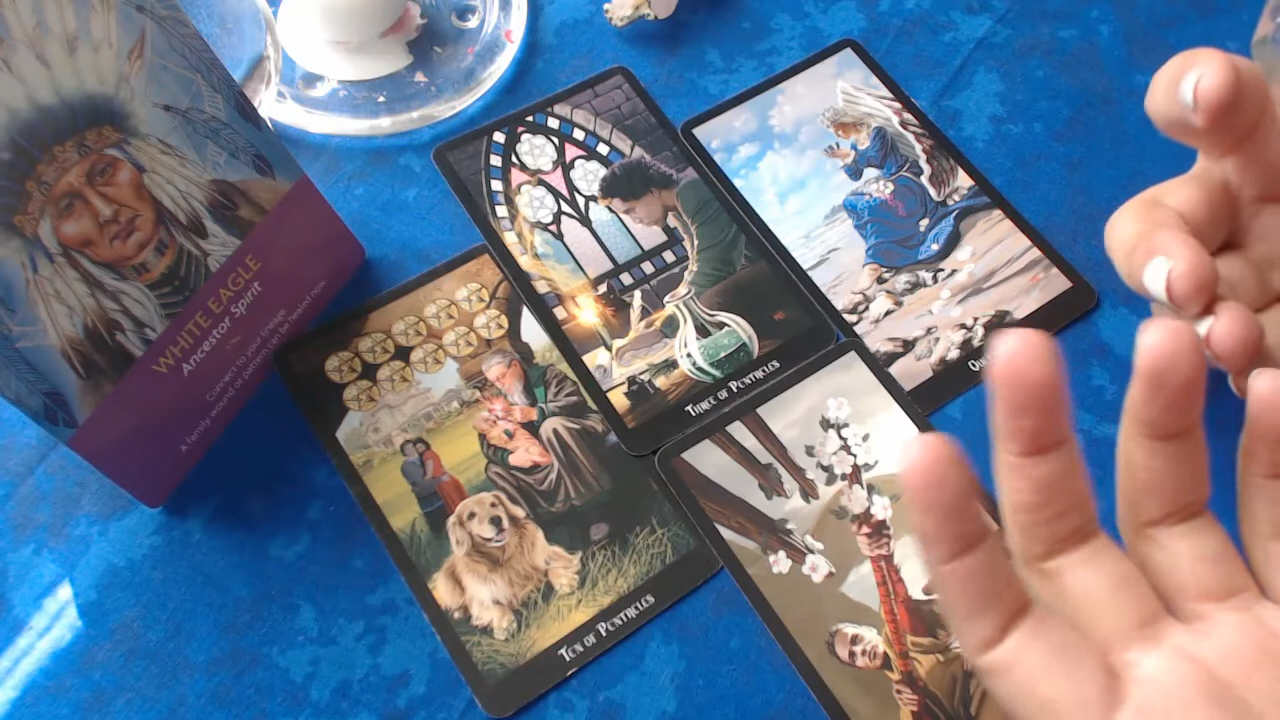 WHITE EAGLE
Ancestor Spirit
Connect to your lineage.
A family wound or pattern can be healed now.
THREE OF PENTACLES
TEN OF PENTACLES